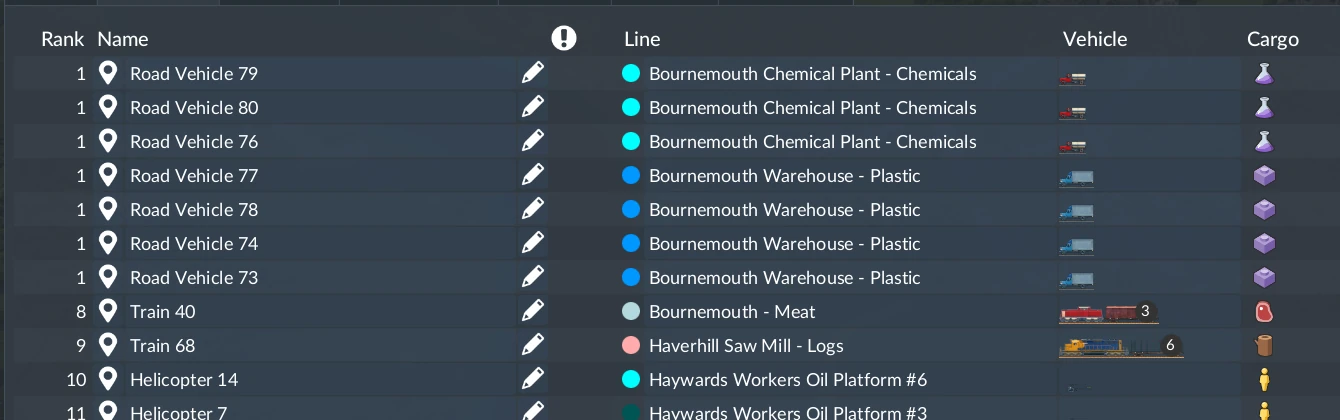 Rank Name Line Vehicle Cargo
1 Road Vehicle 79 Bournemouth Chemical Plant - Chemicals
1 Road Vehicle 80 Bournemouth Chemical Plant - Chemicals
1 Road Vehicle 76 Bournemouth Chemical Plant - Chemicals
1 Road Vehicle 77 Bournemouth Warehouse - Plastic
1 Road Vehicle 78 Bournemouth Warehouse - Plastic
1 Road Vehicle 74 Bournemouth Warehouse - Plastic
1 Road Vehicle 73 Bournemouth Warehouse - Plastic
8 Train 40 Bournemouth - Meat 3
9 Train 68 Haverhill Saw Mill - Logs 6
10 Helicopter 14 Haywards Workers Oil Platform #6
11 Helicopter 7 Haywards Workers Oil Platform #3